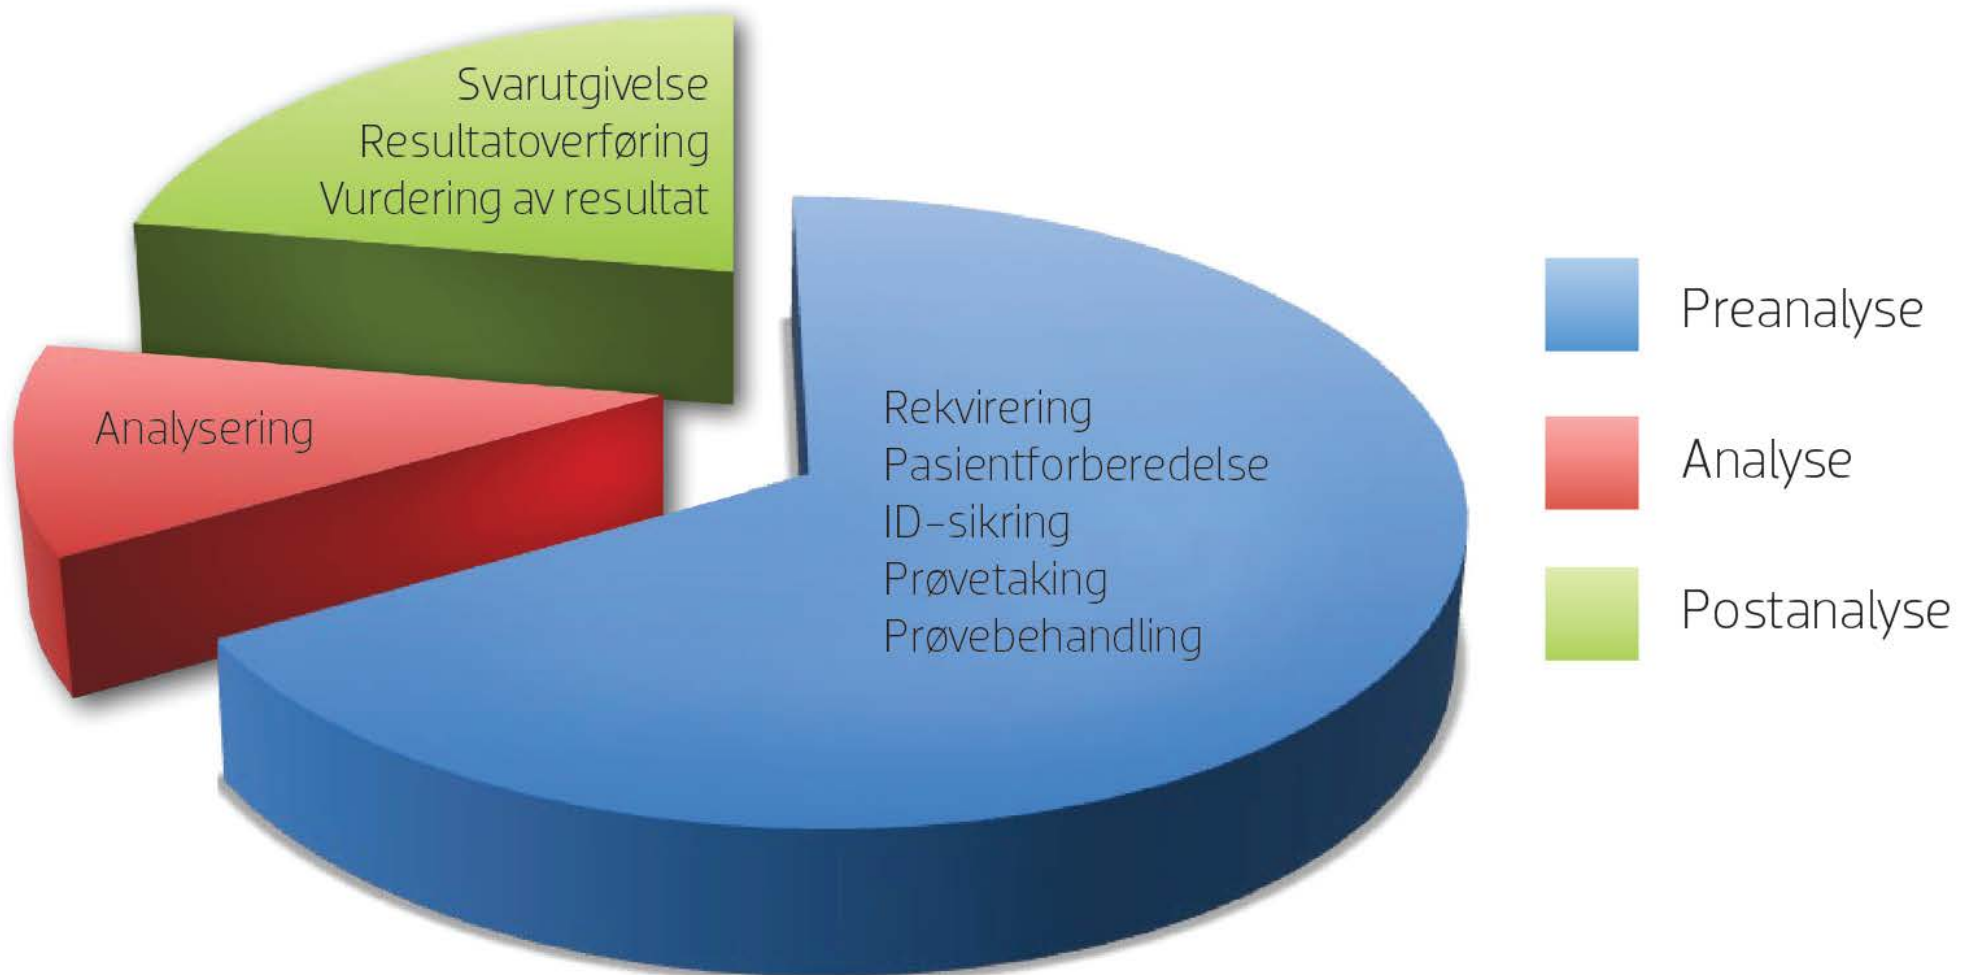 Svarutgivelse
Resultatoverføring
Vurdering av resultat
Analysering
Rekvirering
Pasientforberedelse
ID-sikring
Prøvetaking
Prøvebehandling
Preanalyse
Analyse
Postanalyse